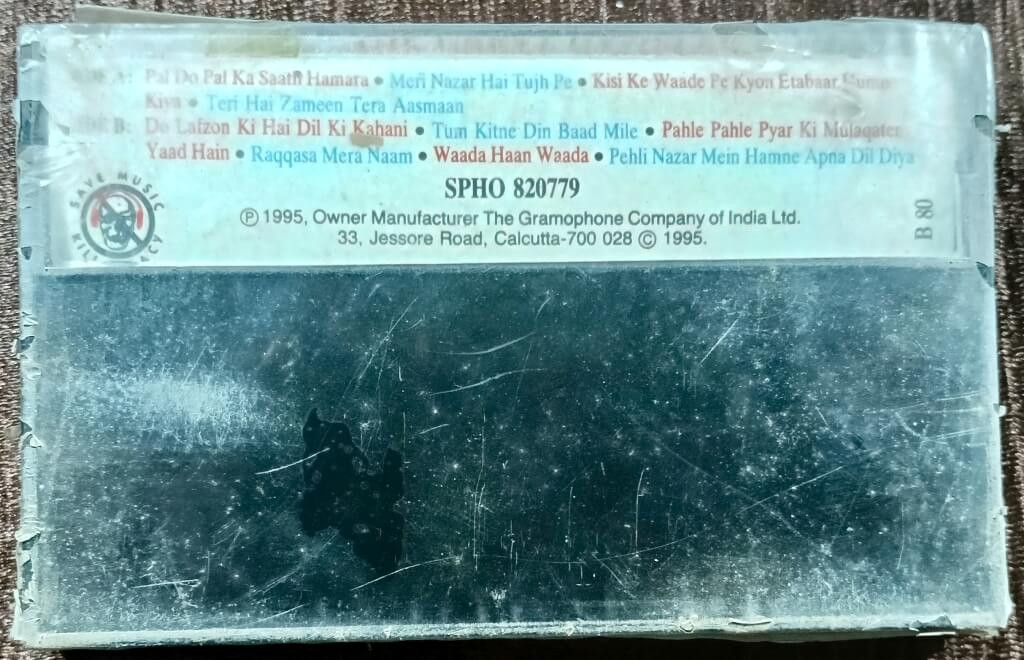 A: Pal Do Pal Ka Saath Hamara • Meri Nazar Hai Tujh Pe • Kisi Ke Waade Pe Kyon Etabaar
Kiya • Teri Hai Zameen Tera Aasmaan
B: Do Lafzon Ki Hai Dil Ki Kahani • Tum Kitne Din Baad Mile • Pahle Pahle Pyar Ki Mulaqaten
Yaad Hain • Raqqasa Mera Naam • Waada Haan Waada • Pehli Nazar Mein Hamne Apna Dil Diya
SPHO 820779
SAVE MUSIC
℗ 1995, Owner Manufacturer The Gramophone Company of India Ltd.
33, Jessore Road, Calcutta-700 028 © 1995.
B 80